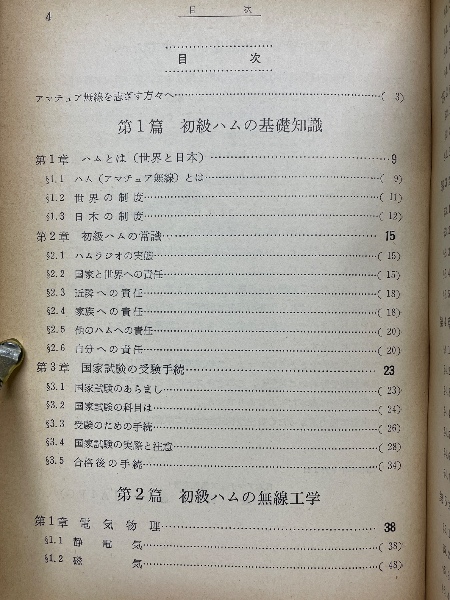 4
目 次
目 次
アマチュア無線を志ざす方々へ……( 3)
第1篇 初級ハムの基礎知識
第1章 ハムとは（世界と日本）……9
§1.1 ハム（アマチュア無線）とは……( 9)
§1.2 世界の制度……(11)
§1.3 日本の制度……(12)
第2章 初級ハムの常識……15
§2.1 ハムラジオの実態……(15)
§2.2 国家と世界への責任……(15)
§2.3 近隣への責任……(18)
§2.4 家族への責任……(18)
§2.5 他のハムへの責任……(20)
§2.6 自分への責任……(20)
第3章 国家試験の受験手続……23
§3.1 国家試験のあらまし……(23)
§3.2 国家試験の科目は……(24)
§3.3 受験のための手続……(26)
§3.4 国家試験の実際と注意……(28)
§3.5 合格後の手続……(34)
第2篇 初級ハムの無線工学
第1章 電気物理……38
§1.1 静電気……(38)
§1.2 磁気……(43)